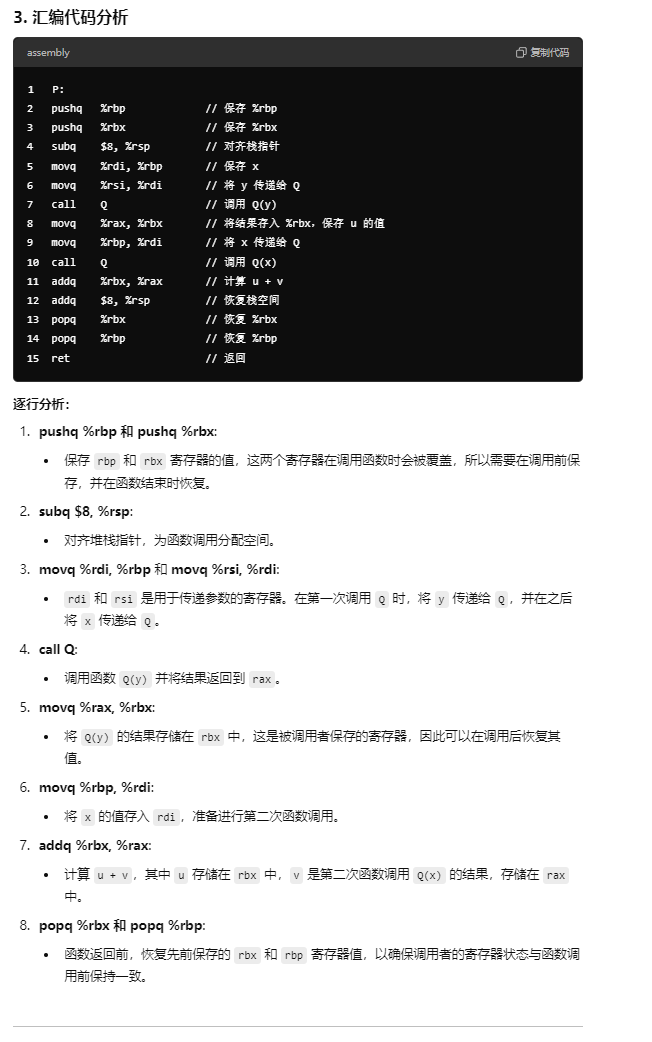 3. 汇编代码分析
assembly 复制代码
1 P:
2 pushq %rbp // 保存 %rbp
3 pushq %rbx // 保存 %rbx
4 subq $8, %rsp // 对齐栈指针
5 movq %rdi, %rbp // 保存 x
6 movq %rsi, %rdi // 将 y 传递给 Q
7 call Q // 调用 Q(y)
8 movq %rax, %rbx // 将结果存入 %rbx，保存 u 的值
9 movq %rbp, %rdi // 将 x 传递给 Q
10 call Q // 调用 Q(x)
11 addq %rbx, %rax // 计算 u + v
12 addq $8, %rsp // 恢复栈空间
13 popq %rbx // 恢复 %rbx
14 popq %rbp // 恢复 %rbp
15 ret // 返回
逐行分析：
1. pushq %rbp 和 pushq %rbx:
• 保存 rbp 和 rbx 寄存器的值，这两个寄存器在调用函数时会被覆盖，所以需要在调用前保
存，并在函数结束时恢复。
2. subq $8, %rsp:
• 对齐堆栈指针，为函数调用分配空间。
3. movq %rdi, %rbp 和 movq %rsi, %rdi:
• rdi 和 rsi 是用于传递参数的寄存器。在第一次调用 Q 时，将 y 传递给 Q ，并在之后
将 x 传递给 Q 。
4. call Q:
• 调用函数 Q(y) 并将结果返回到 rax 。
5. movq %rax, %rbx:
• 将 Q(y) 的结果存储在 rbx 中，这是被调用者保存的寄存器，因此可以在调用后恢复其
值。
6. movq %rbp, %rdi:
• 将 x 的值存入 rdi ，准备进行第二次函数调用。
7. addq %rbx, %rax:
• 计算 u + v ，其中 u 存储在 rbx 中， v 是第二次函数调用 Q(x) 的结果，存储在 rax
中。
8. popq %rbx 和 popq %rbp:
• 函数返回前，恢复先前保存的 rbx 和 rbp 寄存器值，以确保调用者的寄存器状态与函数调
用前保持一致。